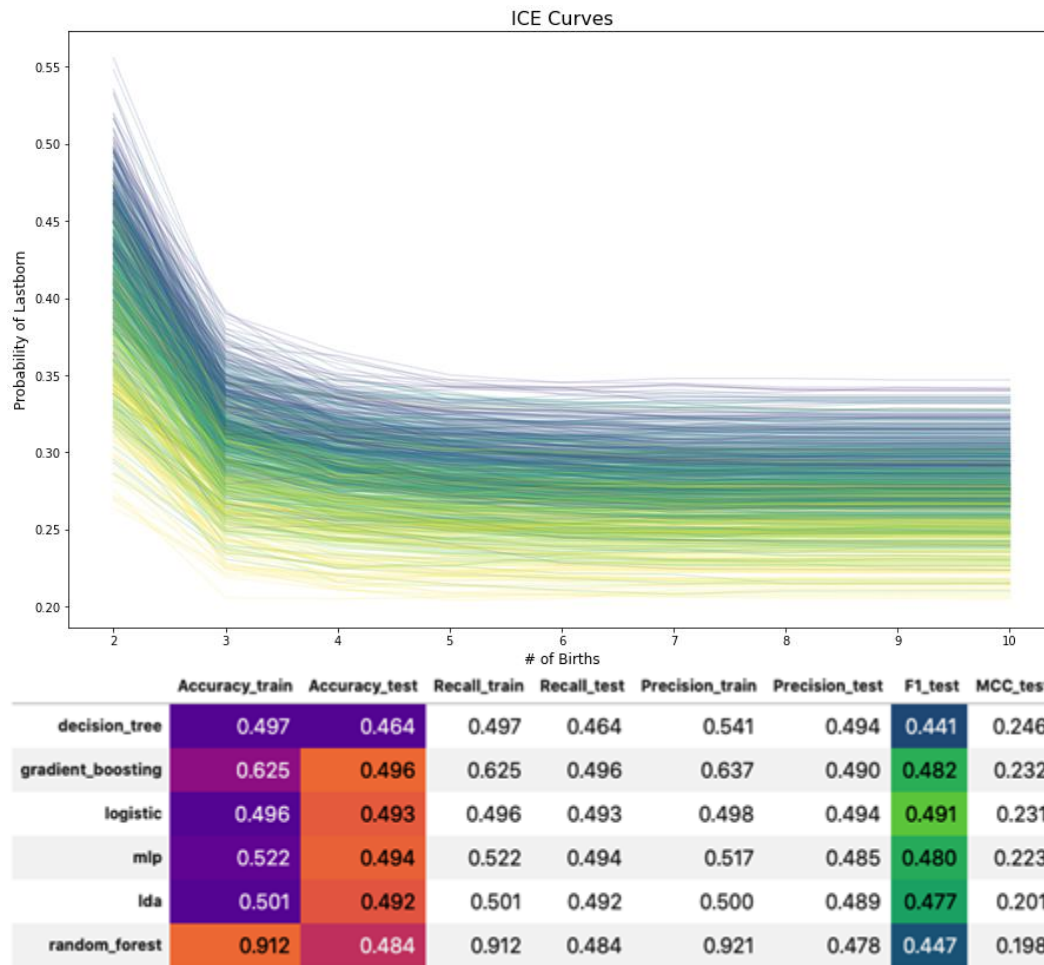 ICE Curves
0.55
0.50
0.45
0.40
0.35
0.30
0.25
0.20
Probability of Lastborn
2 3 4 5 6 7 8 9 10
# of Births
Accuracy_train Accuracy_test Recall_train Recall_test Precision_train Precision_test F1_test MCC_test
decision_tree 0.497 0.464 0.497 0.464 0.541 0.494 0.441 0.246
gradient_boosting 0.625 0.496 0.625 0.496 0.637 0.490 0.482 0.232
logistic 0.496 0.493 0.496 0.493 0.498 0.494 0.491 0.231
mlp 0.522 0.494 0.522 0.494 0.517 0.485 0.480 0.223
lda 0.501 0.492 0.501 0.492 0.500 0.489 0.477 0.201
random_forest 0.912 0.484 0.912 0.484 0.921 0.478 0.447 0.198